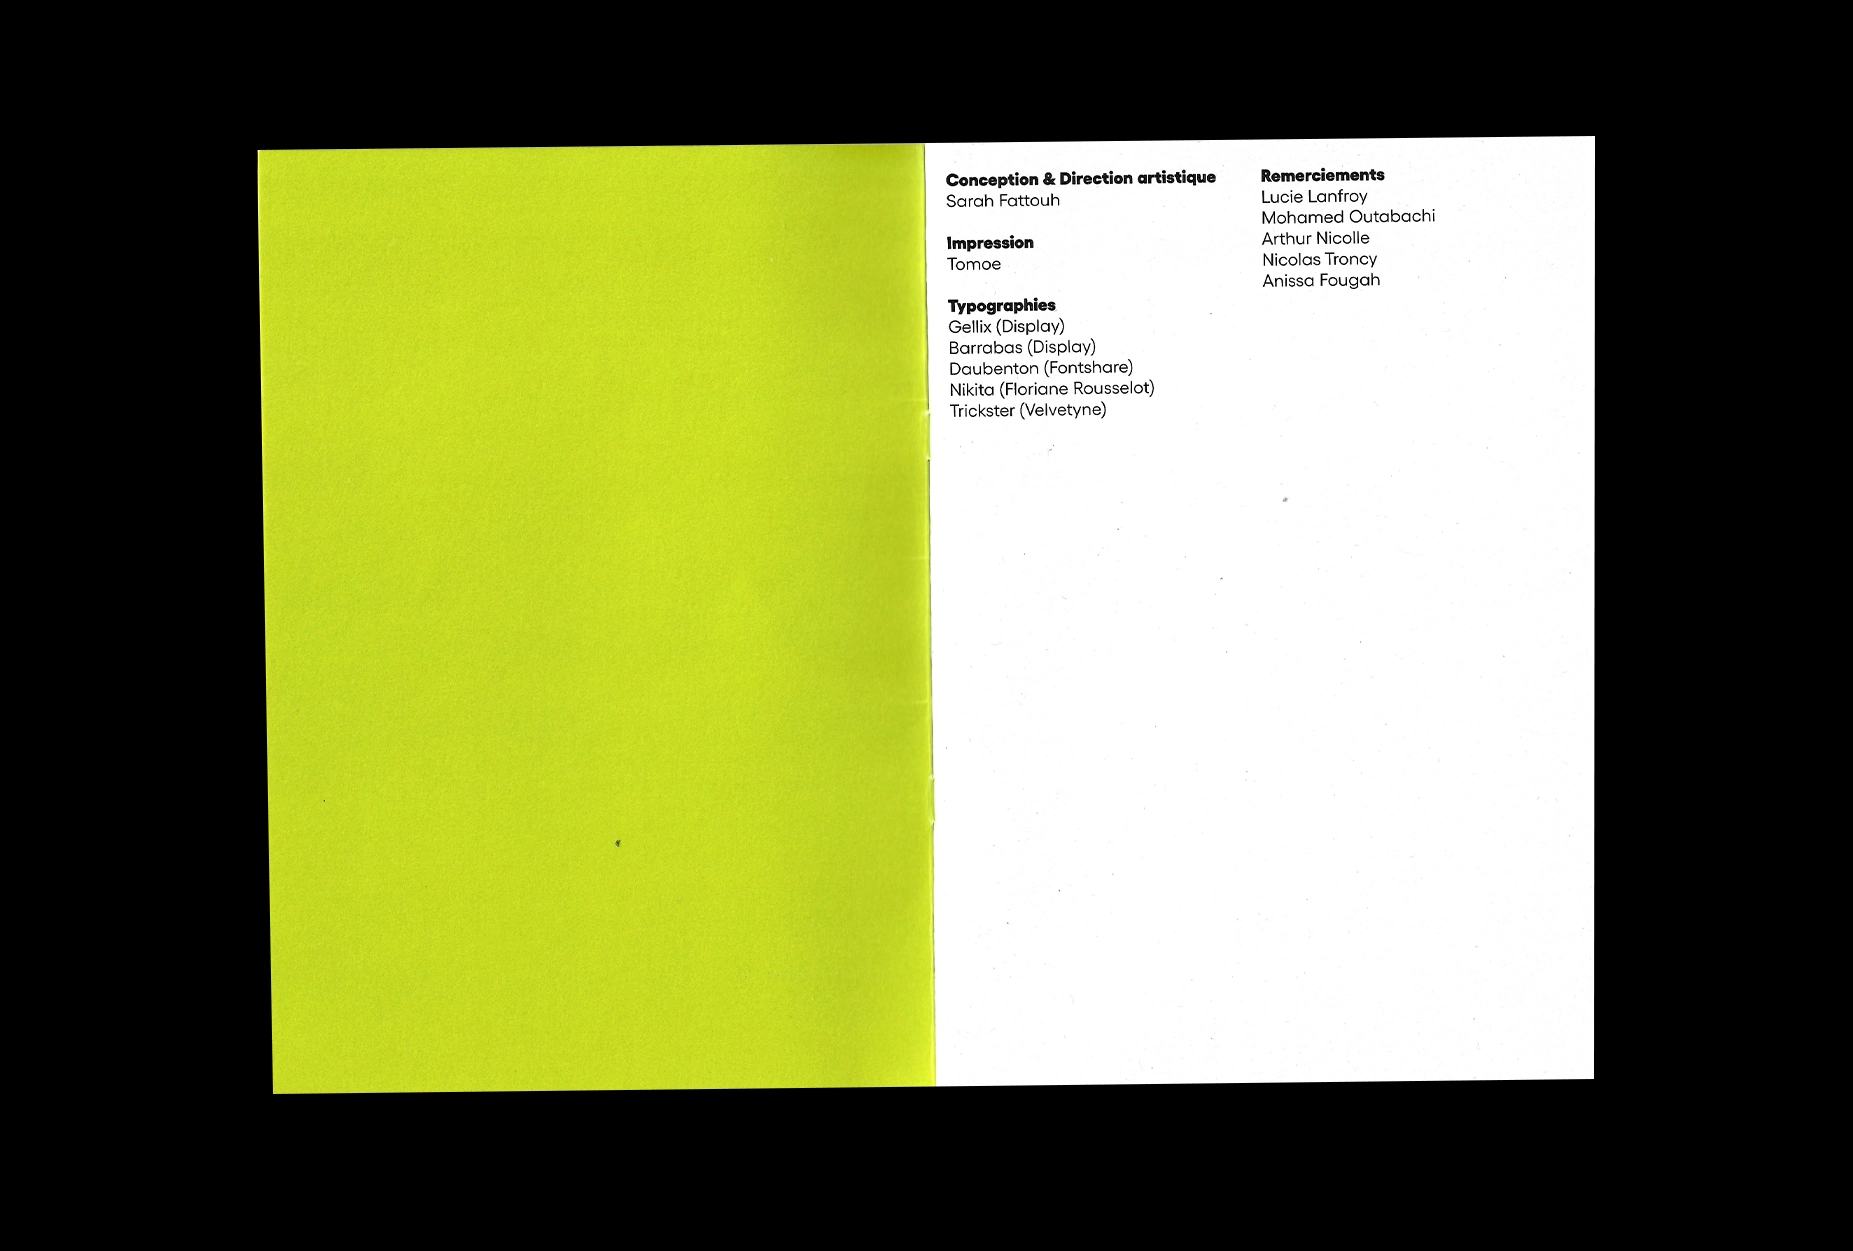 Conception & Direction artistique
Sarah Fattouh
Impression
Tomoe
Typographies
Gellix (Display)
Barrabas (Display)
Daubenton (Fontshare)
Nikita (Floriane Rousselot)
Trickster (Velvetyne)
Remerciements
Lucie Lanfroy
Mohamed Outabachi
Arthur Nicolle
Nicolas Troncy
Anissa Fougah